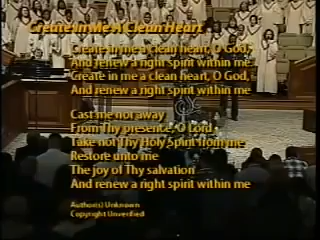 Create In Me A Clean Heart
Create in me a clean heart, O God,
And renew a right spirit within me
Create in me a clean heart, O God,
And renew a right spirit within me
Cast me not away
From Thy presence, O Lord
Take not Thy Holy Spirit from me
Restore unto me
The joy of Thy salvation
And renew a right spirit within me
Author(s) Unknown
Copyright Unverified